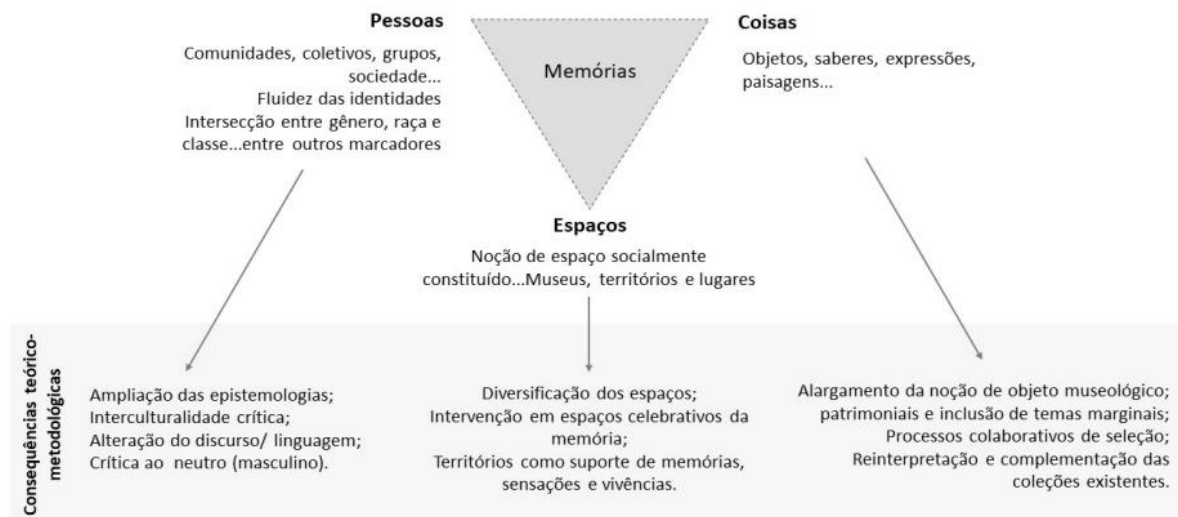 Pessoas
Comunidades, coletivos, grupos,
sociedade...
Fluidez das identidades
Intersecção entre gênero, raça e
classe...entre outros marcadores
Memórias
Coisas
Objetos, saberes, expressões,
paisagens...
Espaços
Noção de espaço socialmente
constituído...Museus, territórios e lugares
Consequências teórico-
metodológicas
Ampliação das epistemologias;
Interculturalidade crítica;
Alteração do discurso/ linguagem;
Crítica ao neutro (masculino).
Diversificação dos espaços;
Intervenção em espaços celebrativos da
memória;
Territórios como suporte de memórias,
sensações e vivências.
Alargamento da noção de objeto museológico;
patrimoniais e inclusão de temas marginais;
Processos colaborativos de seleção;
Reinterpretação e complementação das
coleções existentes.